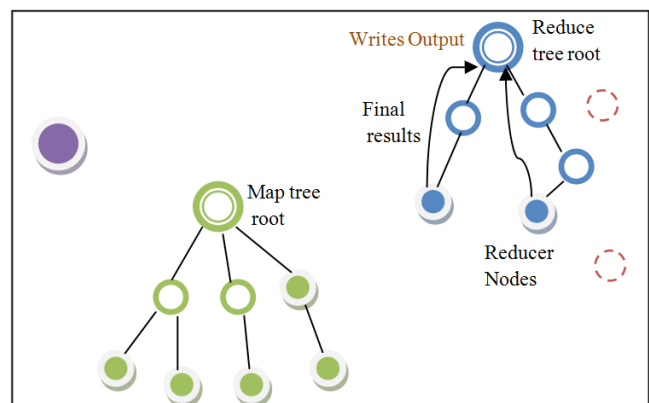 Writes Output
Reduce
tree root
Final
results
Map tree
root
Reducer
Nodes